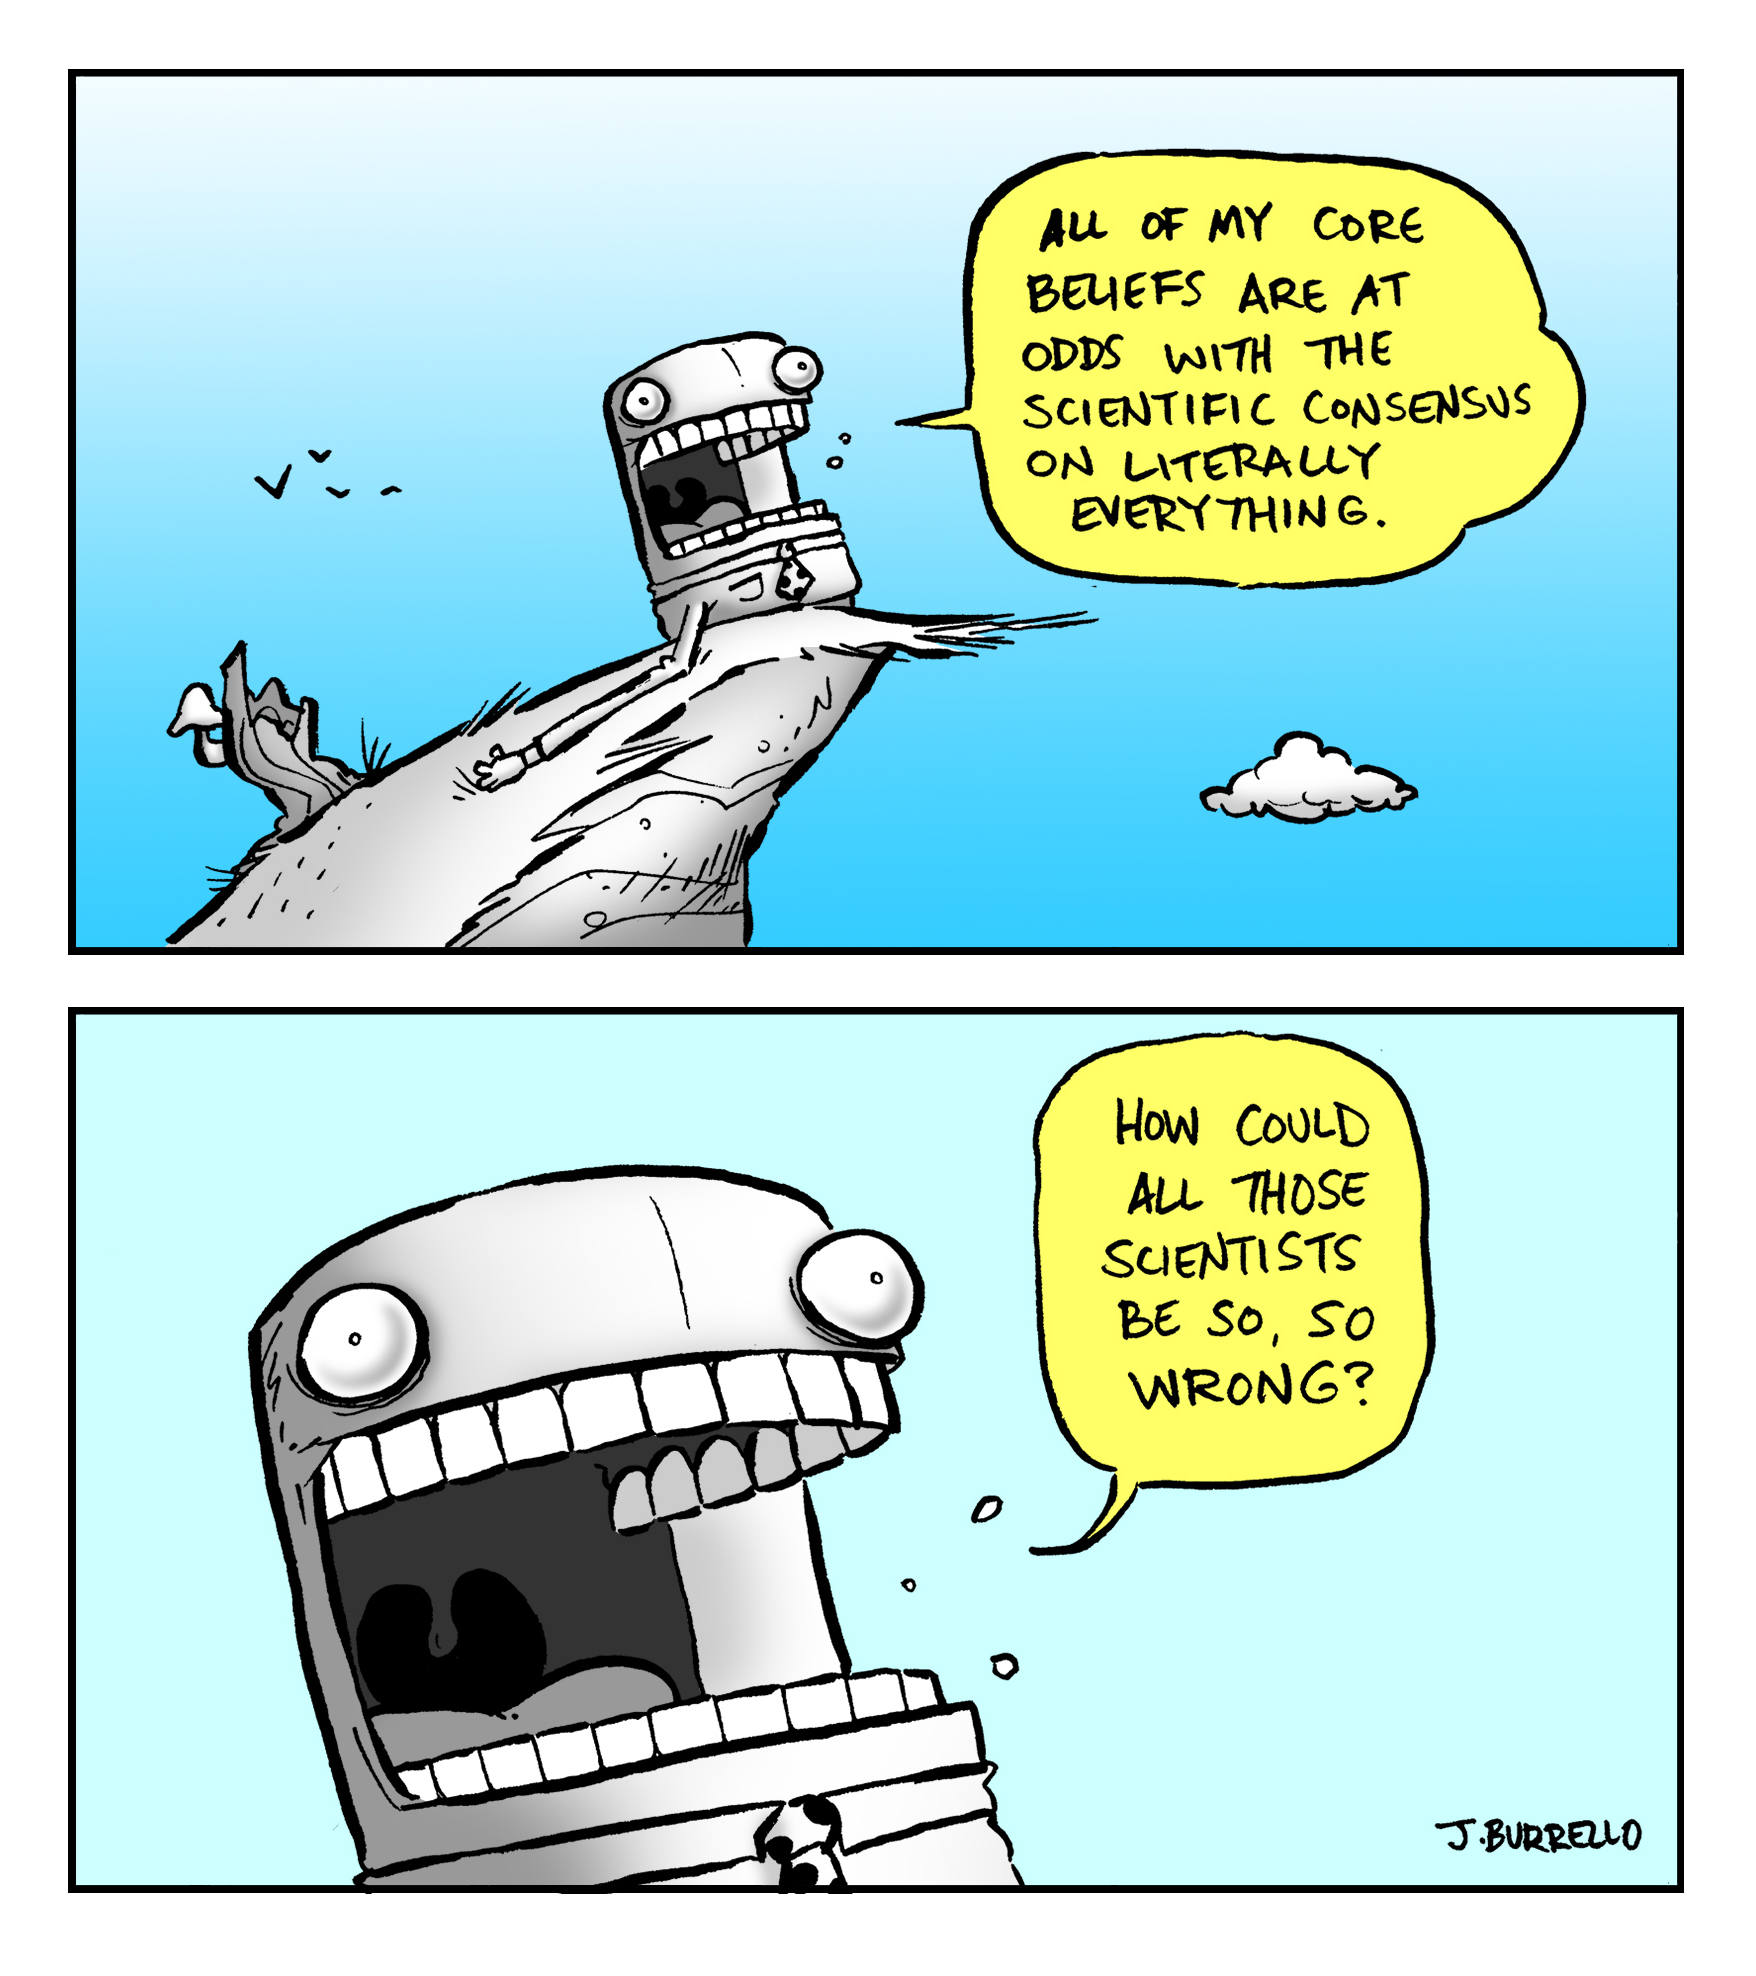 ALL OF MY CORE
BELIEFS ARE AT
ODDS WITH THE
SCIENTIFIC CONSENSUS
ON LITERALLY
EVERYTHING.
HOW COULD
ALL THOSE
SCIENTISTS
BE SO, SO
WRONG?
J.BURRELLO